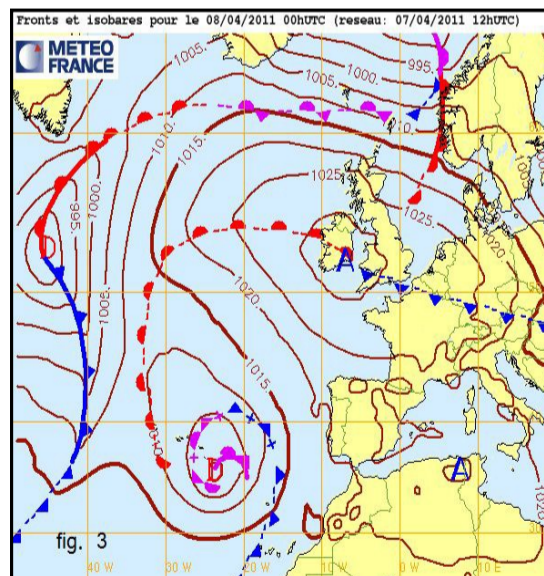 Fronts et isobares pour le 08/04/2011 00hUTC (reseau: 07/04/2011 12hUTC)
METEO
FRANCE
1005.
1005.
1000.
995.
1010.
1015.
1025.
1000.
995.
D
1005.
1020.
1025.
A
1015.
1010.
D
A
1020.
fig. 3
40 W
30 W
20 W
10 W
0 E
10 E